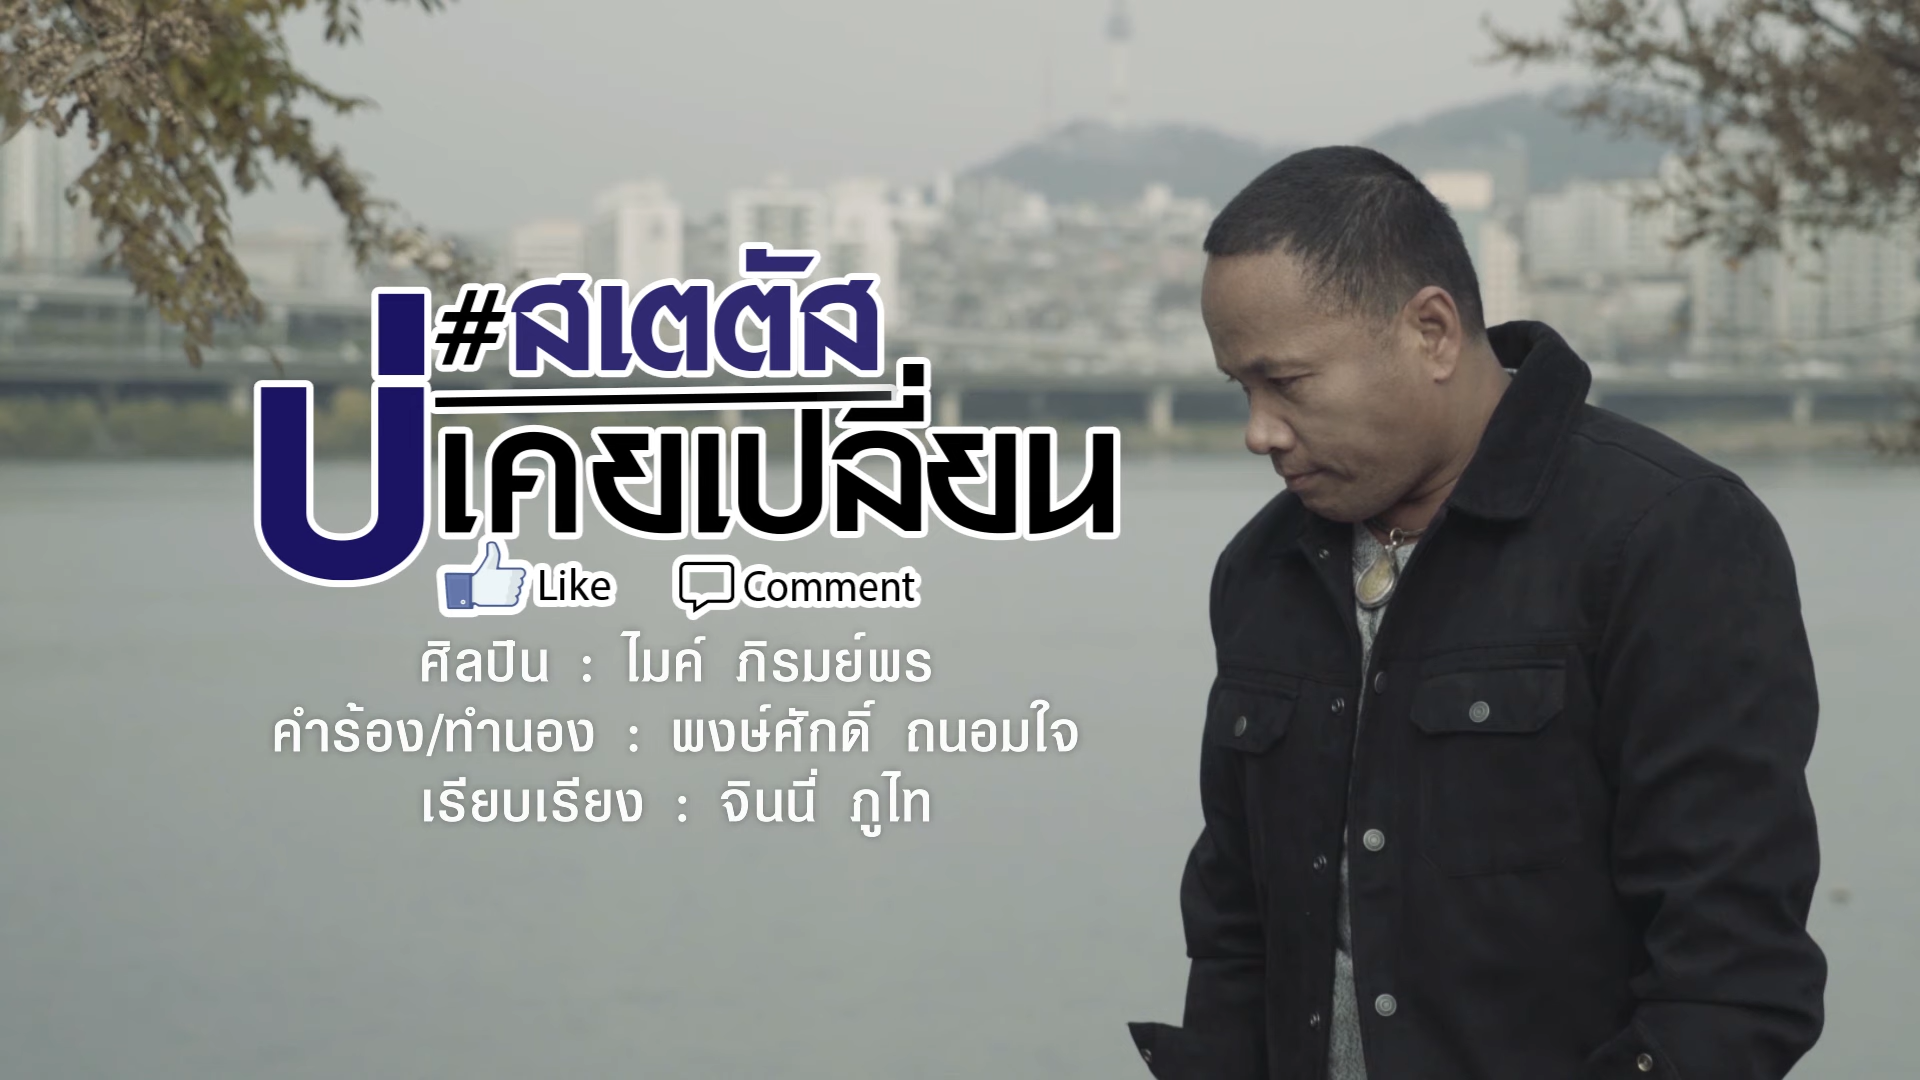 #สเตตัส
บ่เคยเปลี่ยน
Like Comment
ศิลปิน : ไมค์ ภิรมย์พร
คำร้อง/ทำนอง : พงษ์ศักดิ์ ถนอมใจ
เรียบเรียง : จินนี่ ภูไท